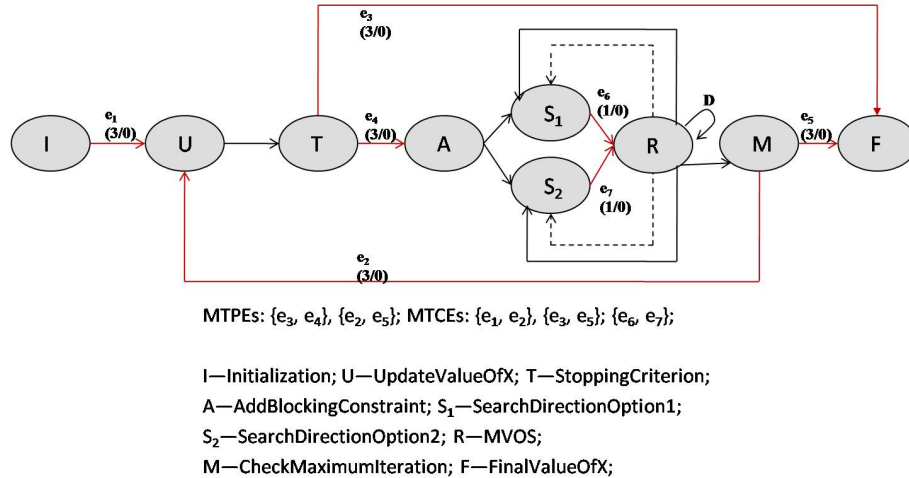 e3
(3/0)
e1
(3/0)
I
U
T
e4
(3/0)
A
S1
e6
(1/0)
S2
e7
(1/0)
R
D
M
e5
(3/0)
F
e2
(3/0)
MTPEs: {e3, e4}, {e2, e5}; MTCEs: {e1, e2}, {e3, e5}; {e6, e7};
I—Initialization; U—UpdateValueOfX; T—StoppingCriterion;
A—AddBlockingConstraint; S1—SearchDirectionOption1;
S2—SearchDirectionOption2; R—MVOS;
M—CheckMaximumIteration; F—FinalValueOfX;